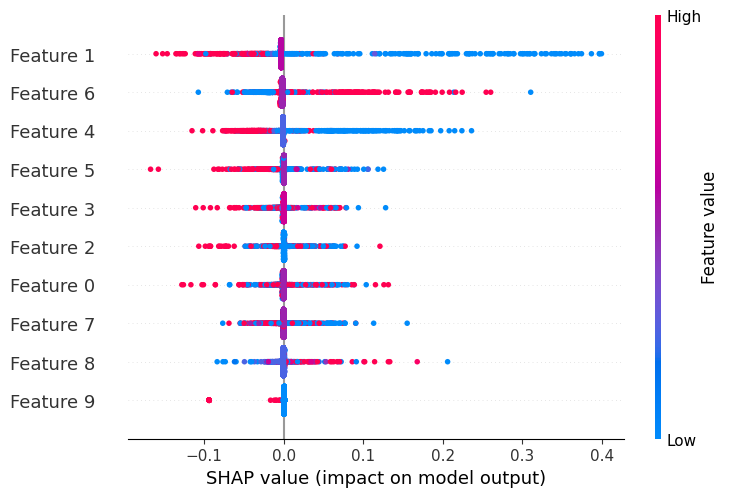 High
Feature 1
Feature 6
Feature 4
Feature 5
Feature 3
Feature 2
Feature 0
Feature 7
Feature 8
Feature 9
Feature value
Low
−0.1 0.0 0.1 0.2 0.3 0.4
SHAP value (impact on model output)